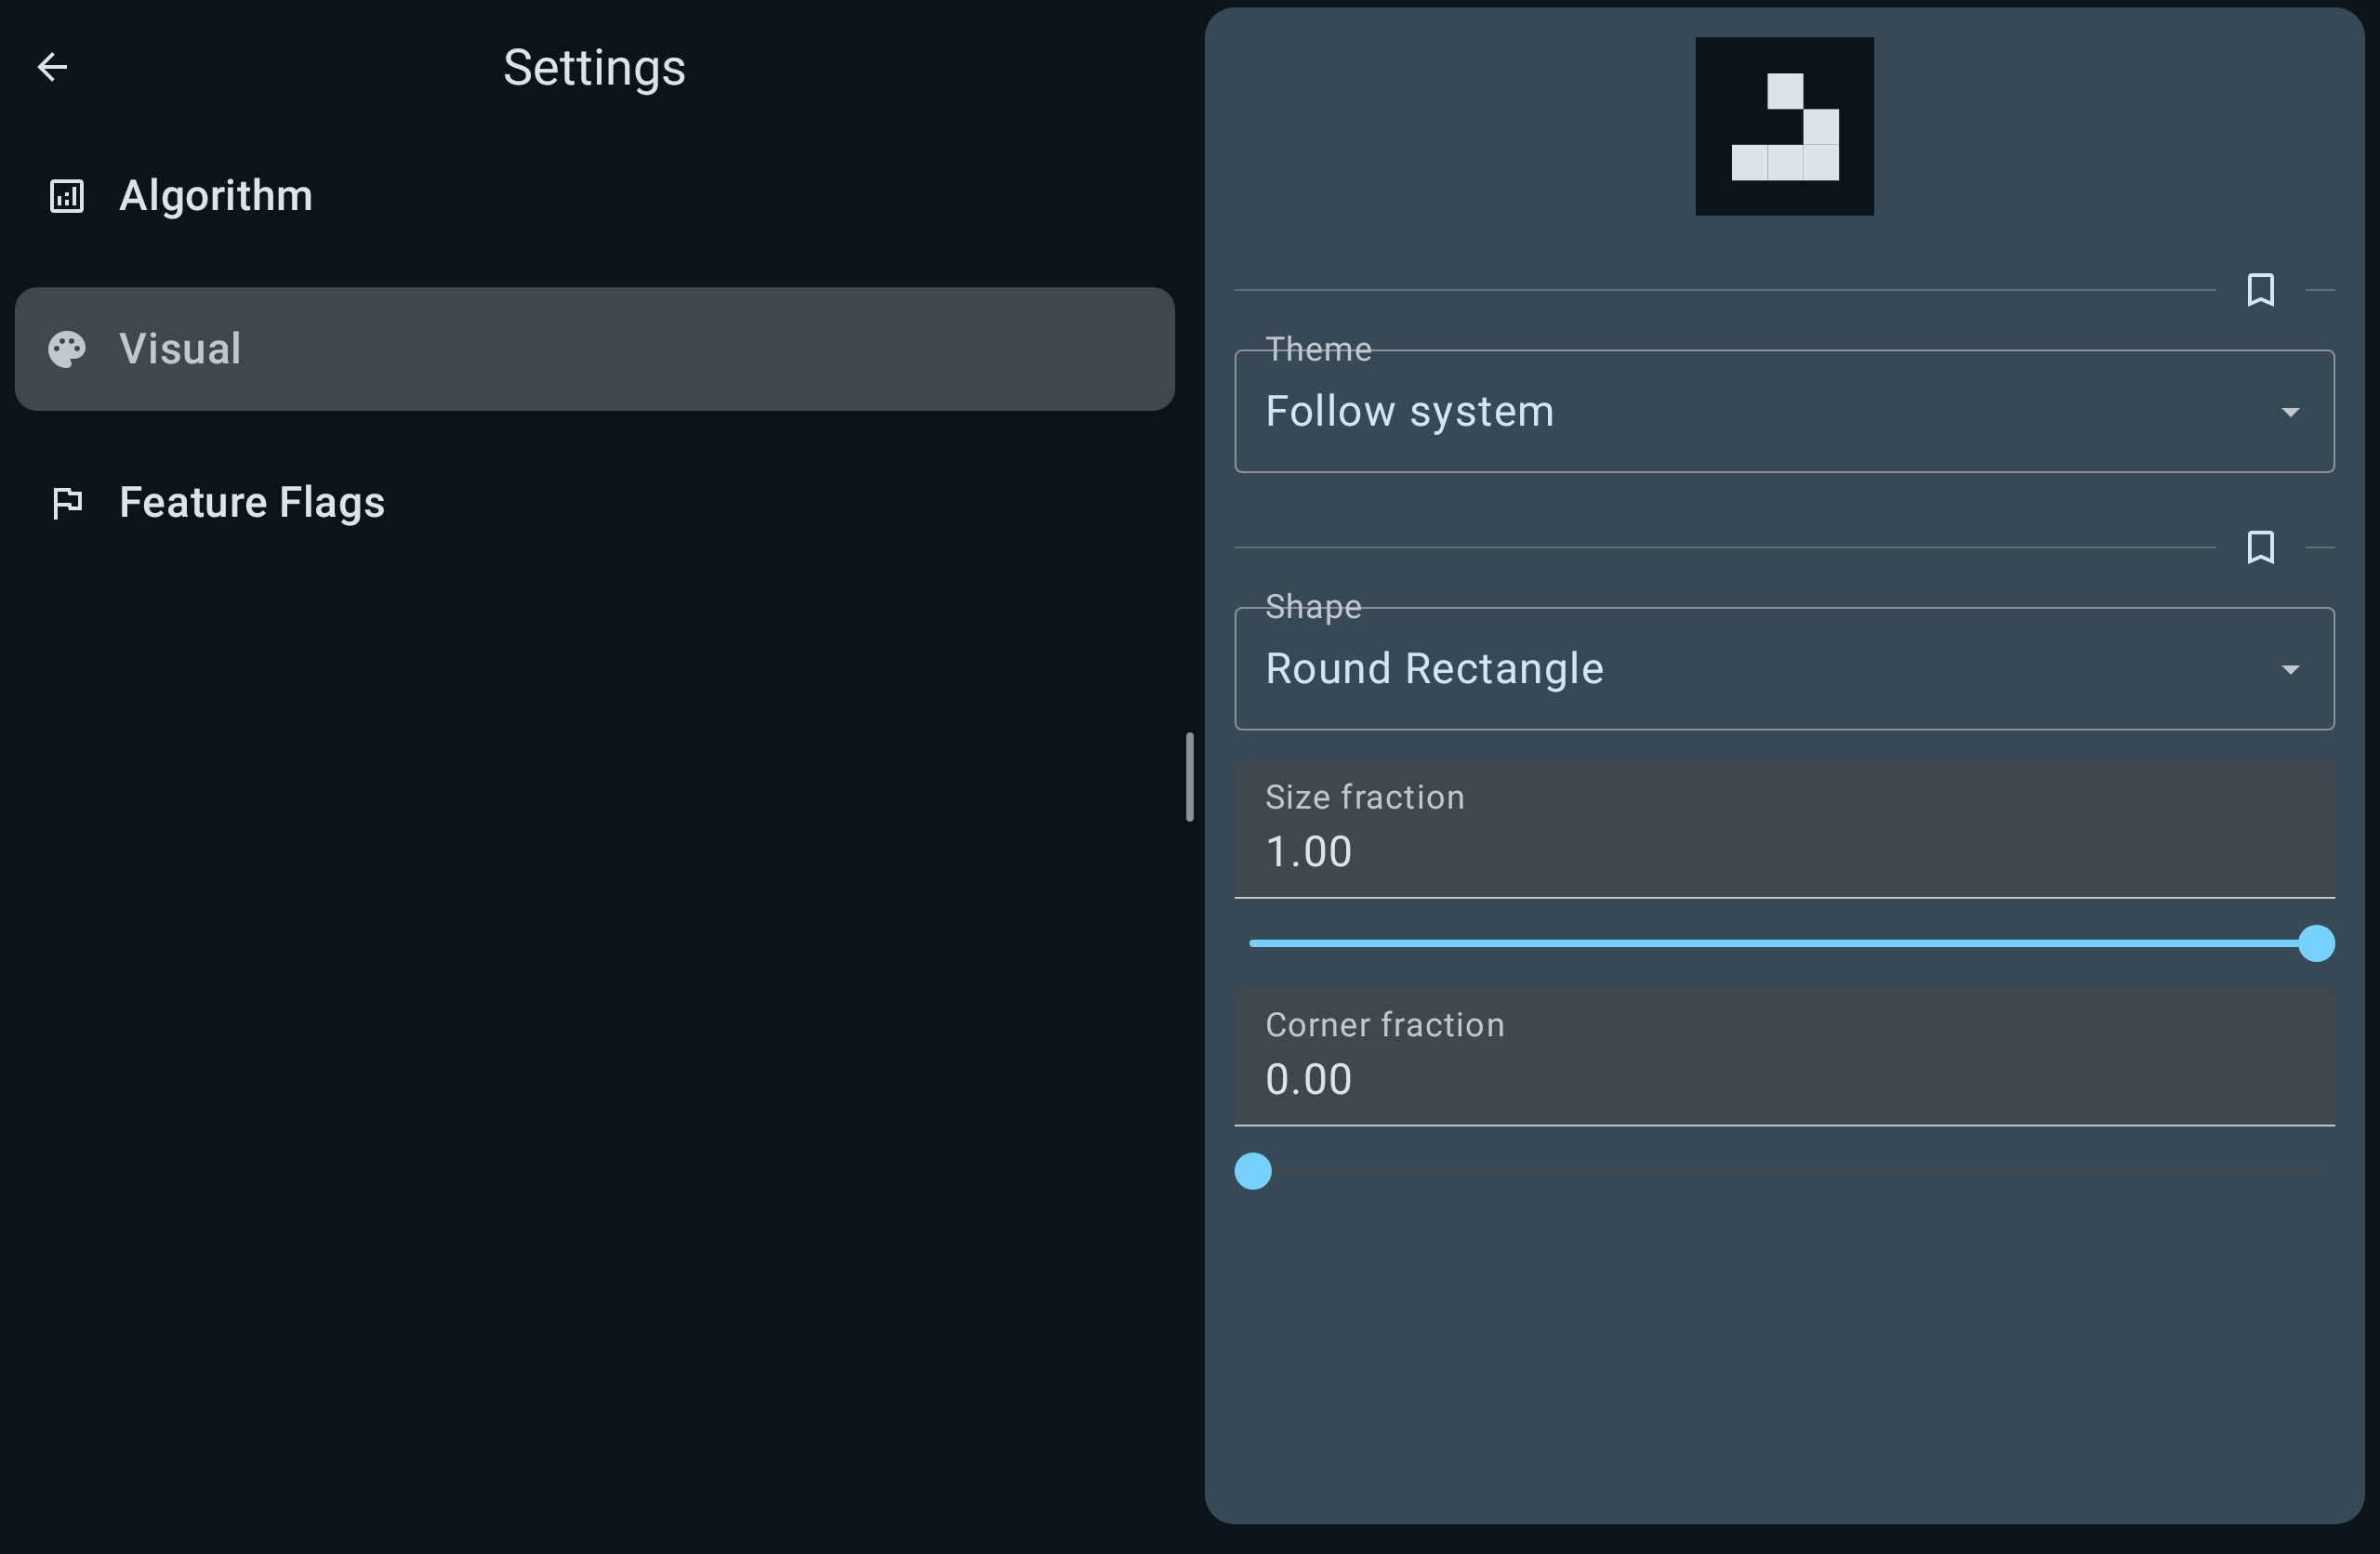 Settings
Algorithm
Visual
Feature Flags
Theme
Follow system
Shape
Round Rectangle
Size fraction
1.00
Corner fraction
0.00